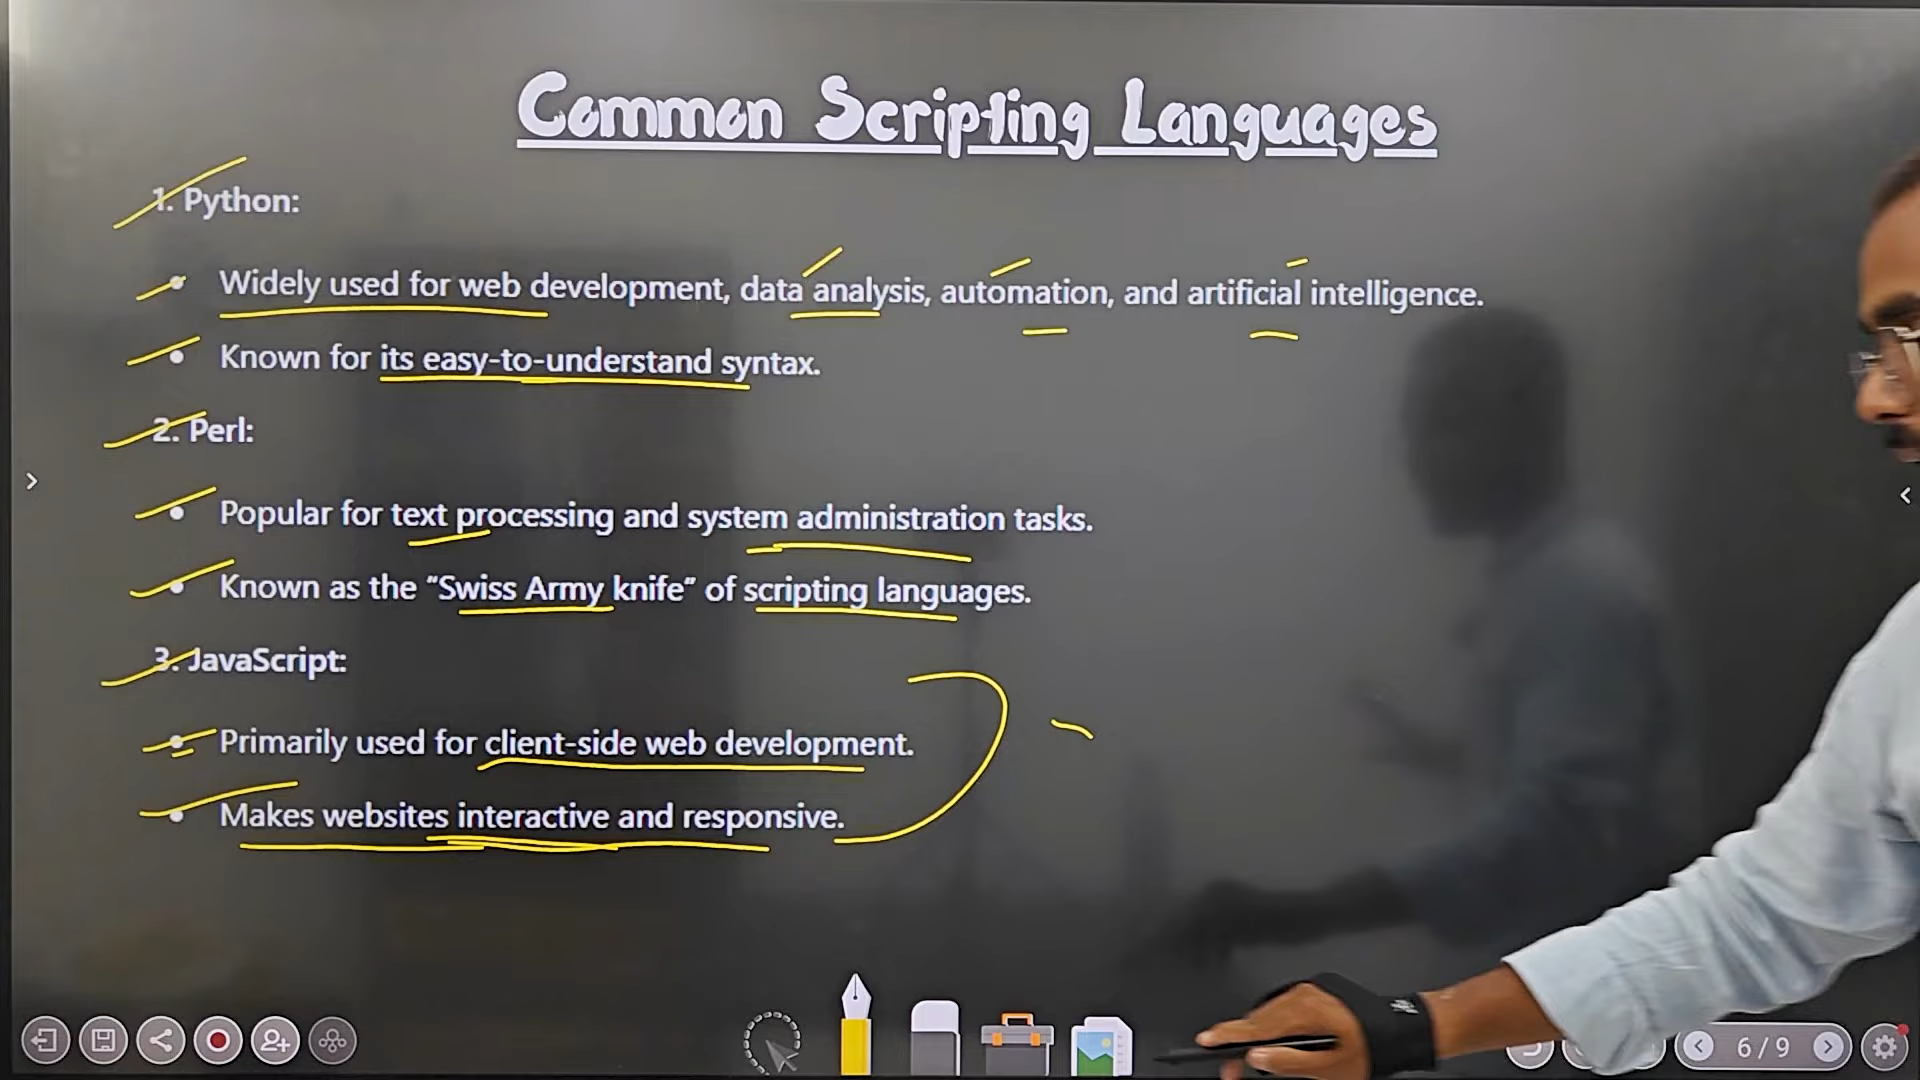 Common Scripting Languages
1. Python:
• Widely used for web development, data analysis, automation, and artificial intelligence.
• Known for its easy-to-understand syntax.
2. Perl:
• Popular for text processing and system administration tasks.
• Known as the “Swiss Army knife” of scripting languages.
3. JavaScript:
• Primarily used for client-side web development.
• Makes websites interactive and responsive.
6 / 9